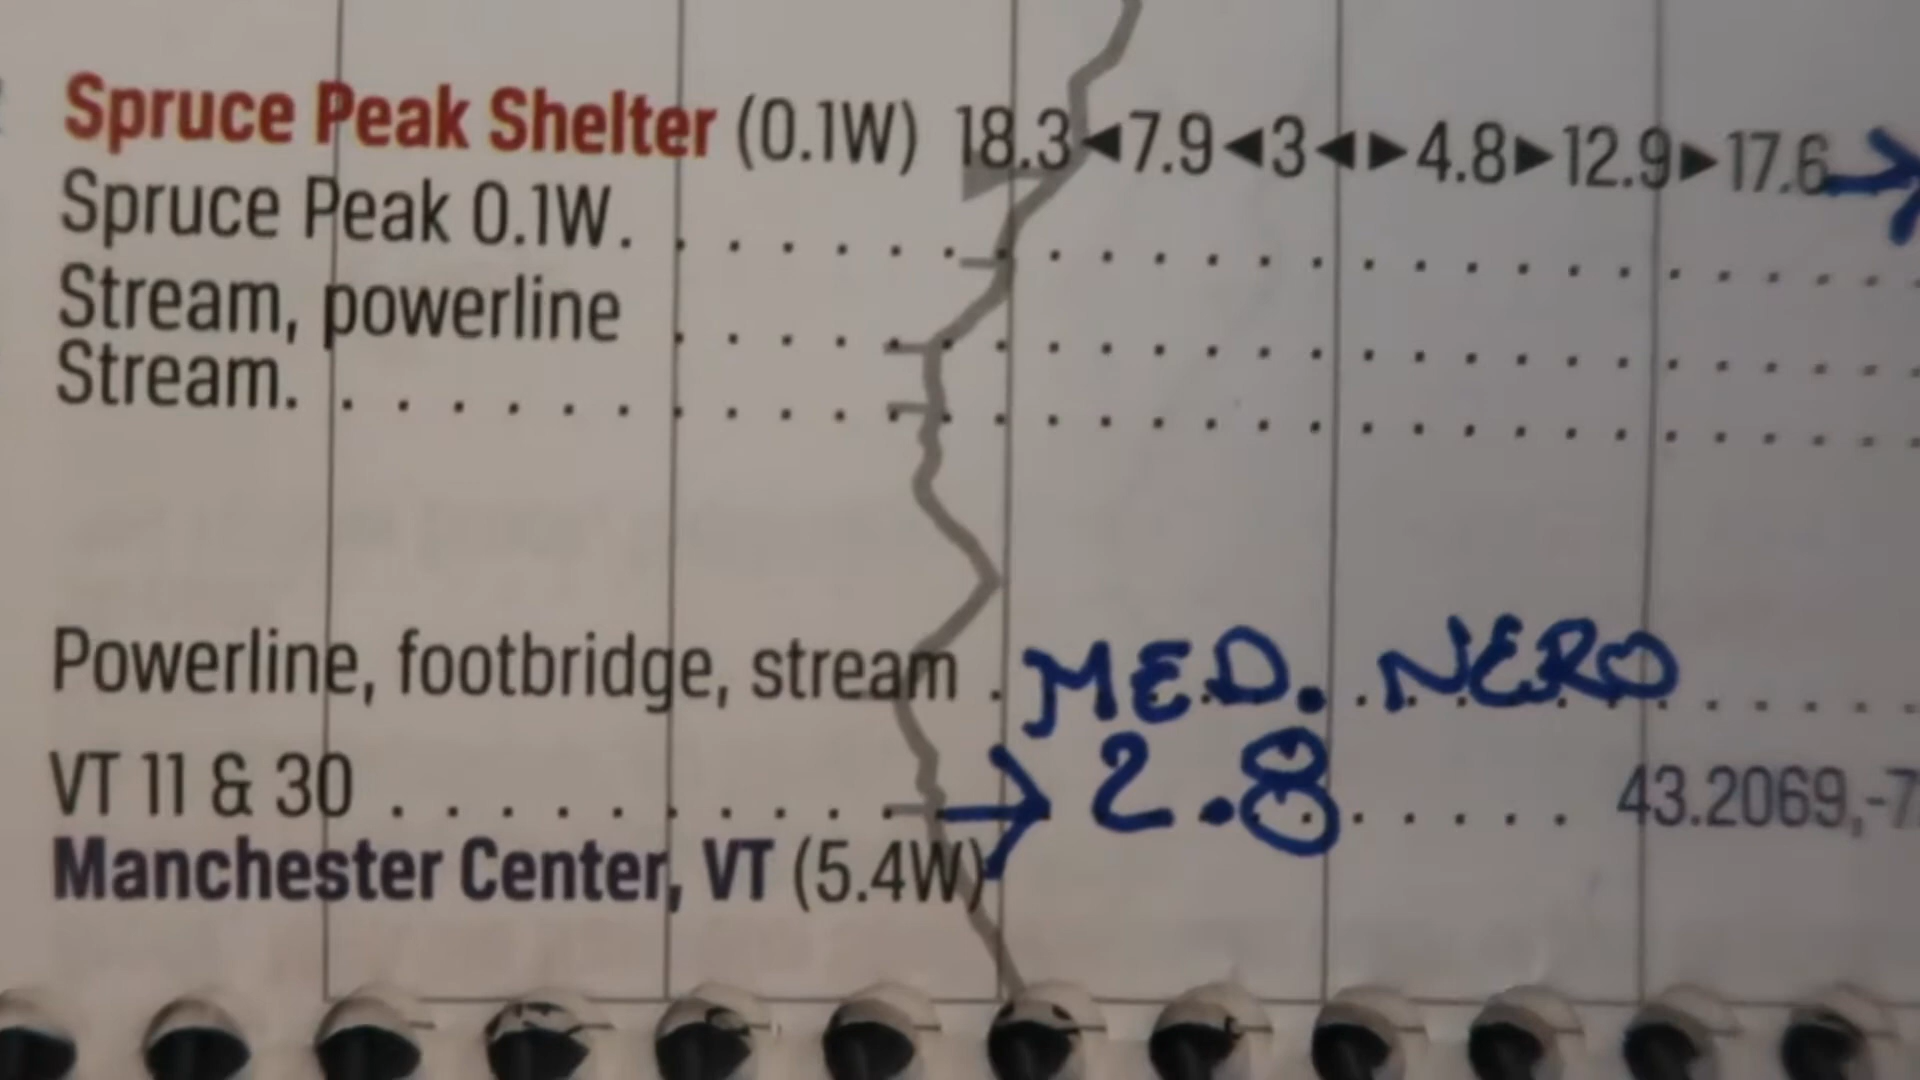 Spruce Peak Shelter (0.1W) 18.3◀7.9◀3◀▶4.8▶12.9▶17.6→
Spruce Peak 0.1W. . . . . . . . . . . . . . . . . . . . . . . . .
Stream, powerline . . . . . . . . . . . . . . . . . . . . . . . .
Stream. . . . . . . . . . . . . . . . . . . . . . . . . . . . . .
Powerline, footbridge, stream . MED. NERO . . . . .
VT 11 & 30 . . . . . . . . . . → 2.8 . . . . . 43.2069,-7
Manchester Center, VT (5.4W)